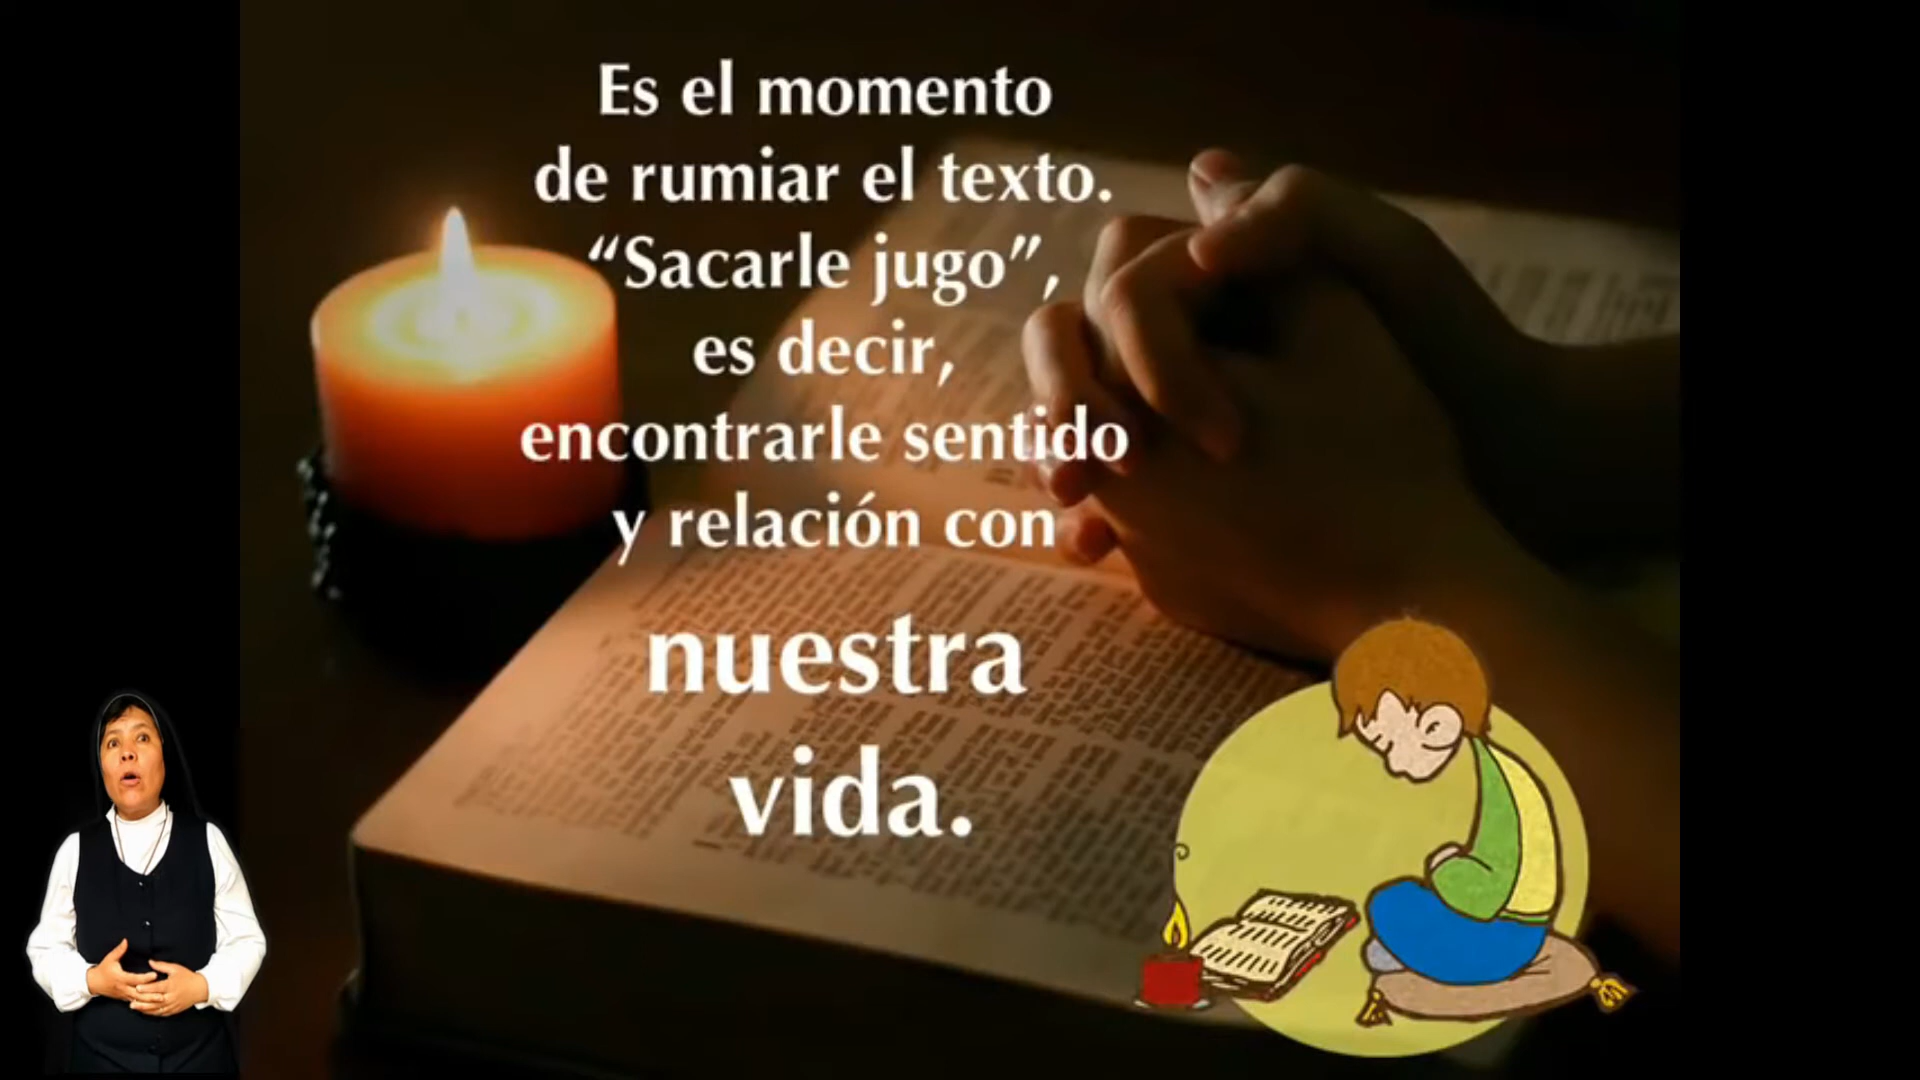 Es el momento
de rumiar el texto.
“Sacarle jugo”,
es decir,
encontrarle sentido
y relación con
nuestra
vida.